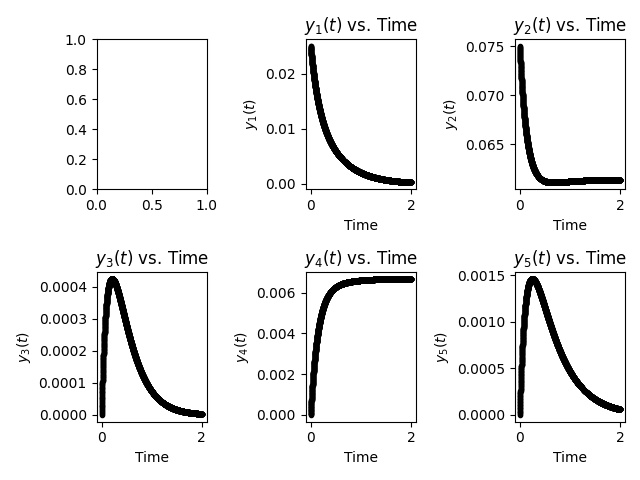 1.0
0.8
0.6
0.4
0.2
0.0
0.0 0.5 1.0
y₁(t) vs. Time
y₁(t)
0.02
0.01
0.00
0 2
Time
y₂(t) vs. Time
y₂(t)
0.075
0.070
0.065
0 2
Time
y₃(t) vs. Time
y₃(t)
0.0004
0.0003
0.0002
0.0001
0.0000
0 2
Time
y₄(t) vs. Time
y₄(t)
0.006
0.004
0.002
0.000
0 2
Time
y₅(t) vs. Time
y₅(t)
0.0015
0.0010
0.0005
0.0000
0 2
Time